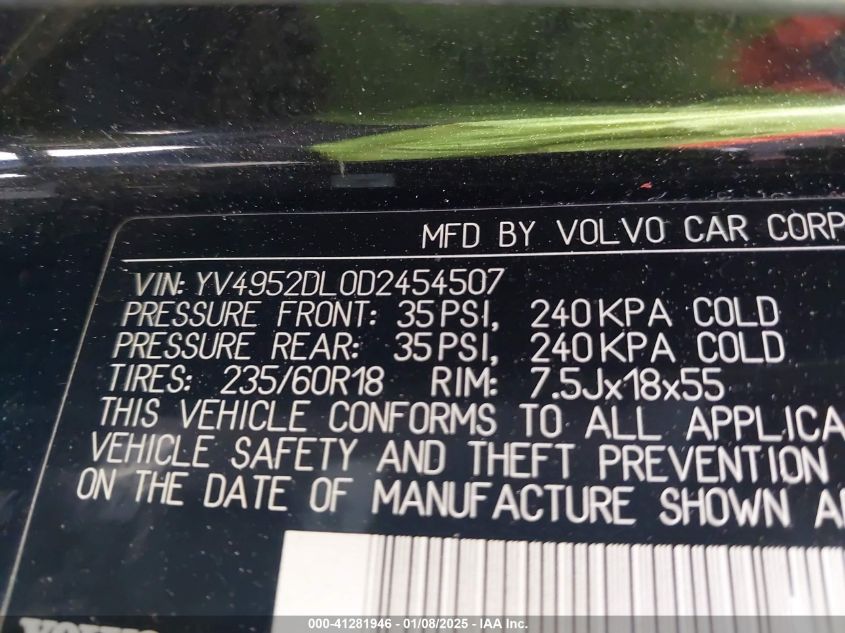 MFD BY VOLVO CAR CORP
VIN: YV4952DL0D2454507
PRESSURE FRONT: 35PSI, 240KPA COLD
PRESSURE REAR: 35PSI, 240KPA COLD
TIRES: 235/60R18 RIM: 7.5Jx18x55
THIS VEHICLE CONFORMS TO ALL APPLICA
VEHICLE SAFETY AND THEFT PREVENTION
ON THE DATE OF MANUFACTURE SHOWN A
VOLVO
000-41281946 - 01/08/2025 - IAA Inc.